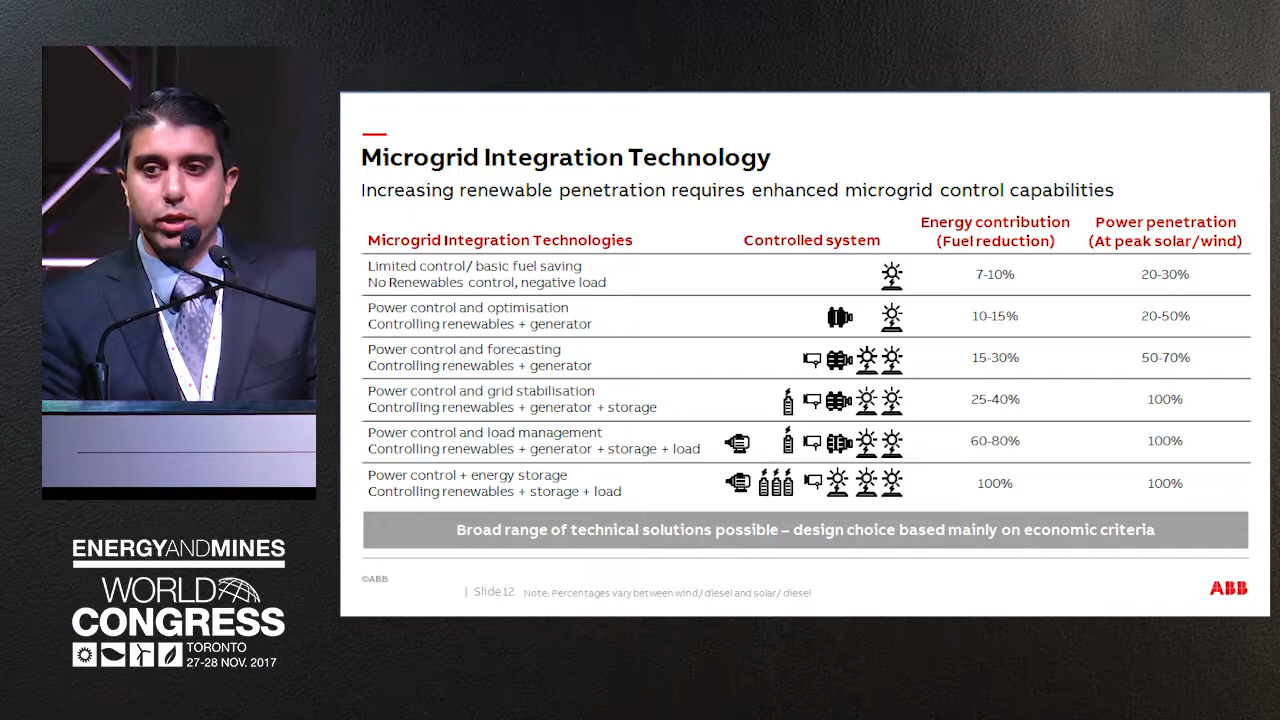 Microgrid Integration Technology
Increasing renewable penetration requires enhanced microgrid control capabilities
Microgrid Integration Technologies
Controlled system
Energy contribution
(Fuel reduction)
Power penetration
(At peak solar/wind)
Limited control/ basic fuel saving
No Renewables control, negative load
7-10%
20-30%
Power control and optimisation
Controlling renewables + generator
10-15%
20-50%
Power control and forecasting
Controlling renewables + generator
15-30%
50-70%
Power control and grid stabilisation
Controlling renewables + generator + storage
25-40%
100%
Power control and load management
Controlling renewables + generator + storage + load
60-80%
100%
Power control + energy storage
Controlling renewables + storage + load
100%
100%
Broad range of technical solutions possible – design choice based mainly on economic criteria
©ABB
| Slide 12 Note: Percentages vary between wind/ diesel and solar/ diesel
ABB
ENERGYANDMINES
WORLD
CONGRESS
TORONTO
27-28 NOV. 2017